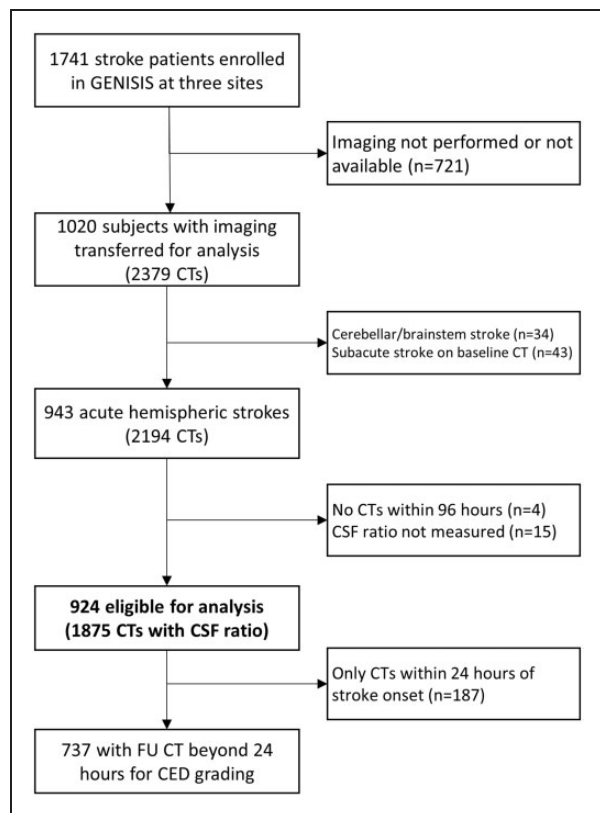 1741 stroke patients enrolled
in GENISIS at three sites
Imaging not performed or not
available (n=721)
1020 subjects with imaging
transferred for analysis
(2379 CTs)
Cerebellar/brainstem stroke (n=34)
Subacute stroke on baseline CT (n=43)
943 acute hemispheric strokes
(2194 CTs)
No CTs within 96 hours (n=4)
CSF ratio not measured (n=15)
924 eligible for analysis
(1875 CTs with CSF ratio)
Only CTs within 24 hours of
stroke onset (n=187)
737 with FU CT beyond 24
hours for CED grading